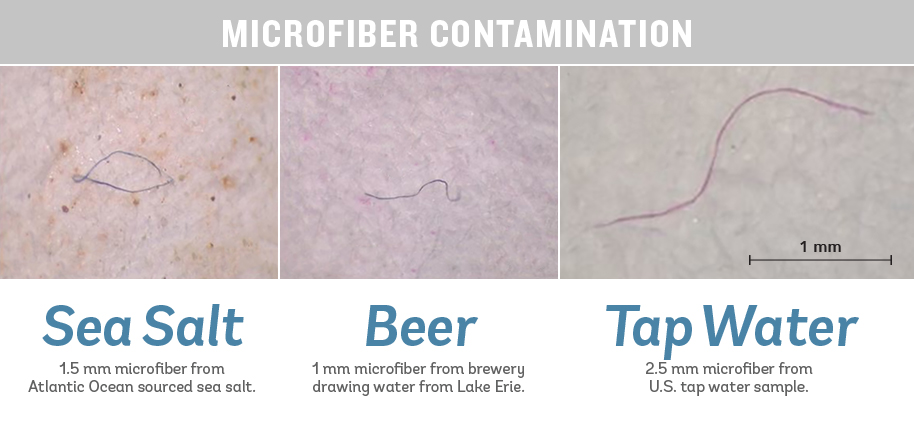 MICROFIBER CONTAMINATION
1 mm
Sea Salt
1.5 mm microfiber from
Atlantic Ocean sourced sea salt.
Beer
1 mm microfiber from brewery
drawing water from Lake Erie.
Tap Water
2.5 mm microfiber from
U.S. tap water sample.